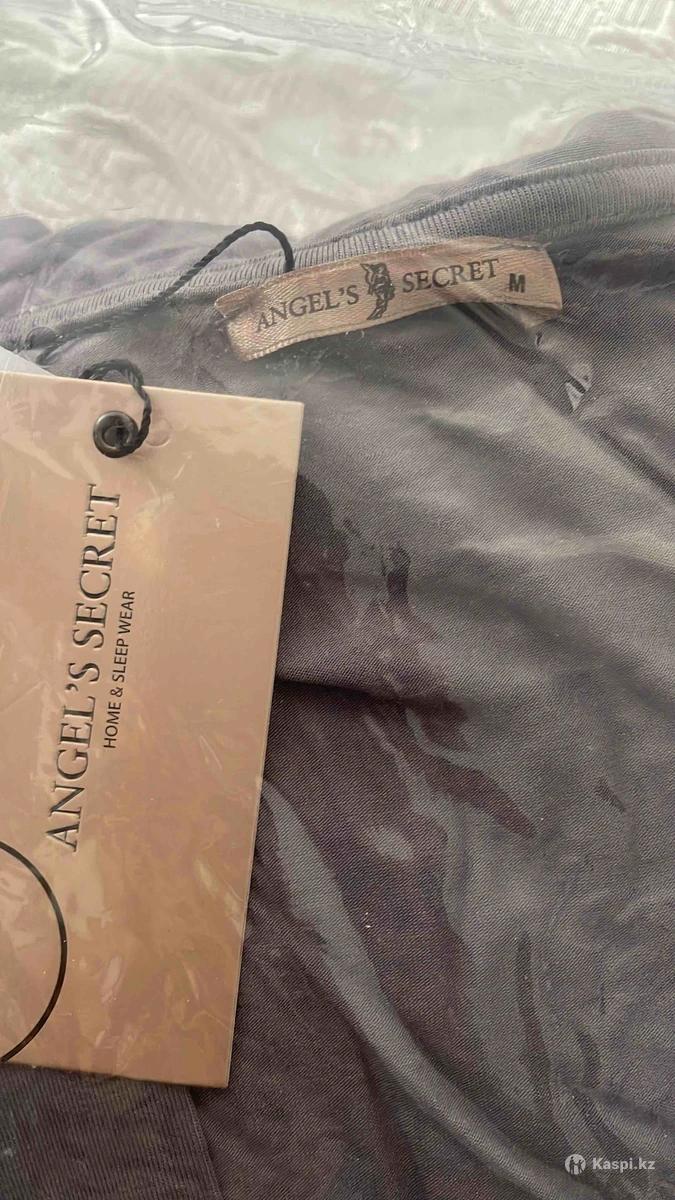 ANGEL'S SECRET M
ANGEL'S SECRET
HOME & SLEEP WEAR
Kaspi.kz